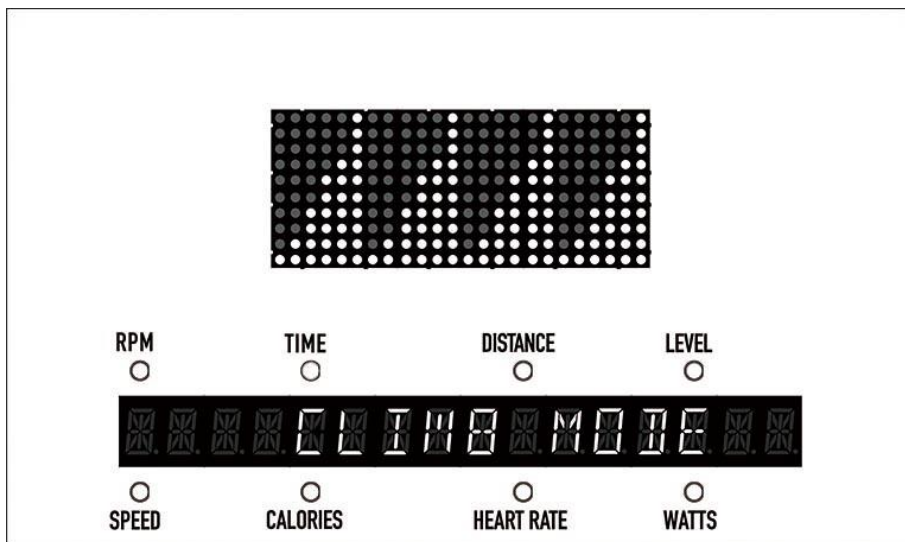 RPM TIME DISTANCE LEVEL
CLIMB MODE
SPEED CALORIES HEART RATE WATTS